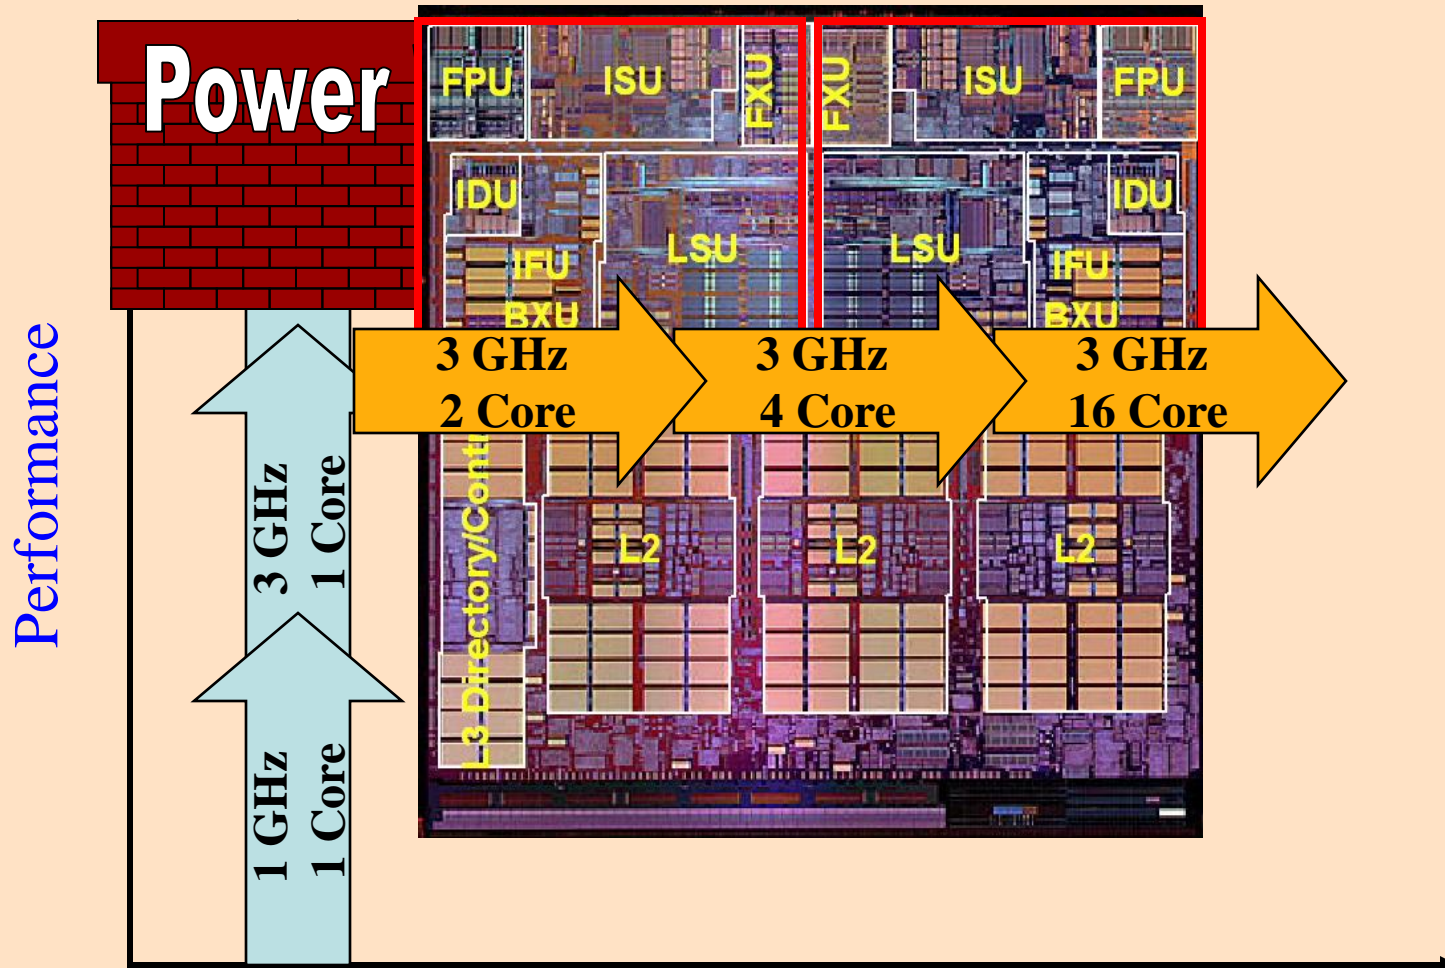 Power
FPU
ISU
FXU
FXU
ISU
FPU
IDU
IDU
LSU
LSU
IFU
IFU
BXU
BXU
3 GHz
2 Core
3 GHz
4 Core
3 GHz
16 Core
Performance
3 GHz
1 Core
L3 Directory/Cont
L2
L2
L2
1 GHz
1 Core